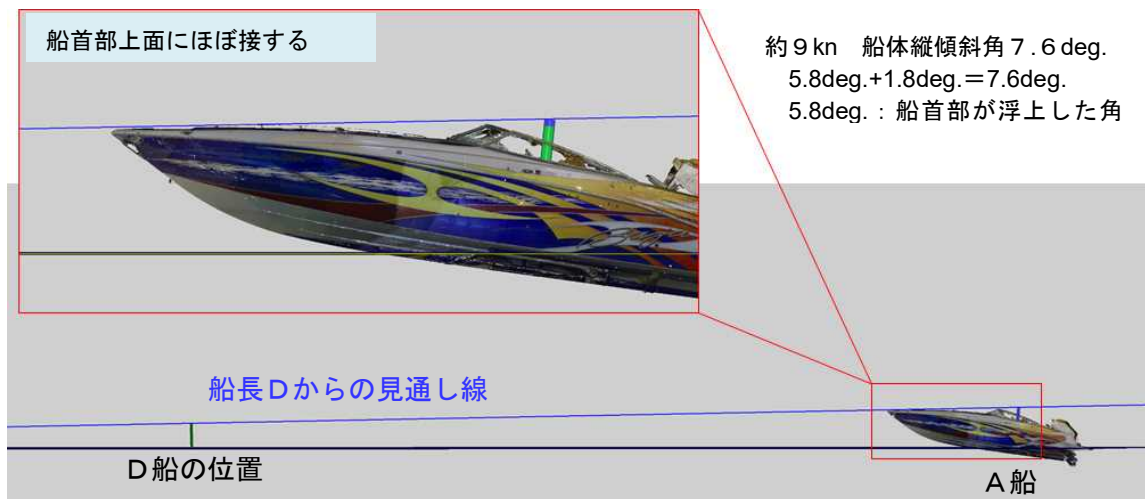 船首部上面にほぼ接する
約９kn 船体縦傾斜角７.６deg.
5.8deg.+1.8deg.＝7.6deg.
5.8deg.：船首部が浮上した角
船長Ｄからの見通し線
Ｄ船の位置
Ａ船